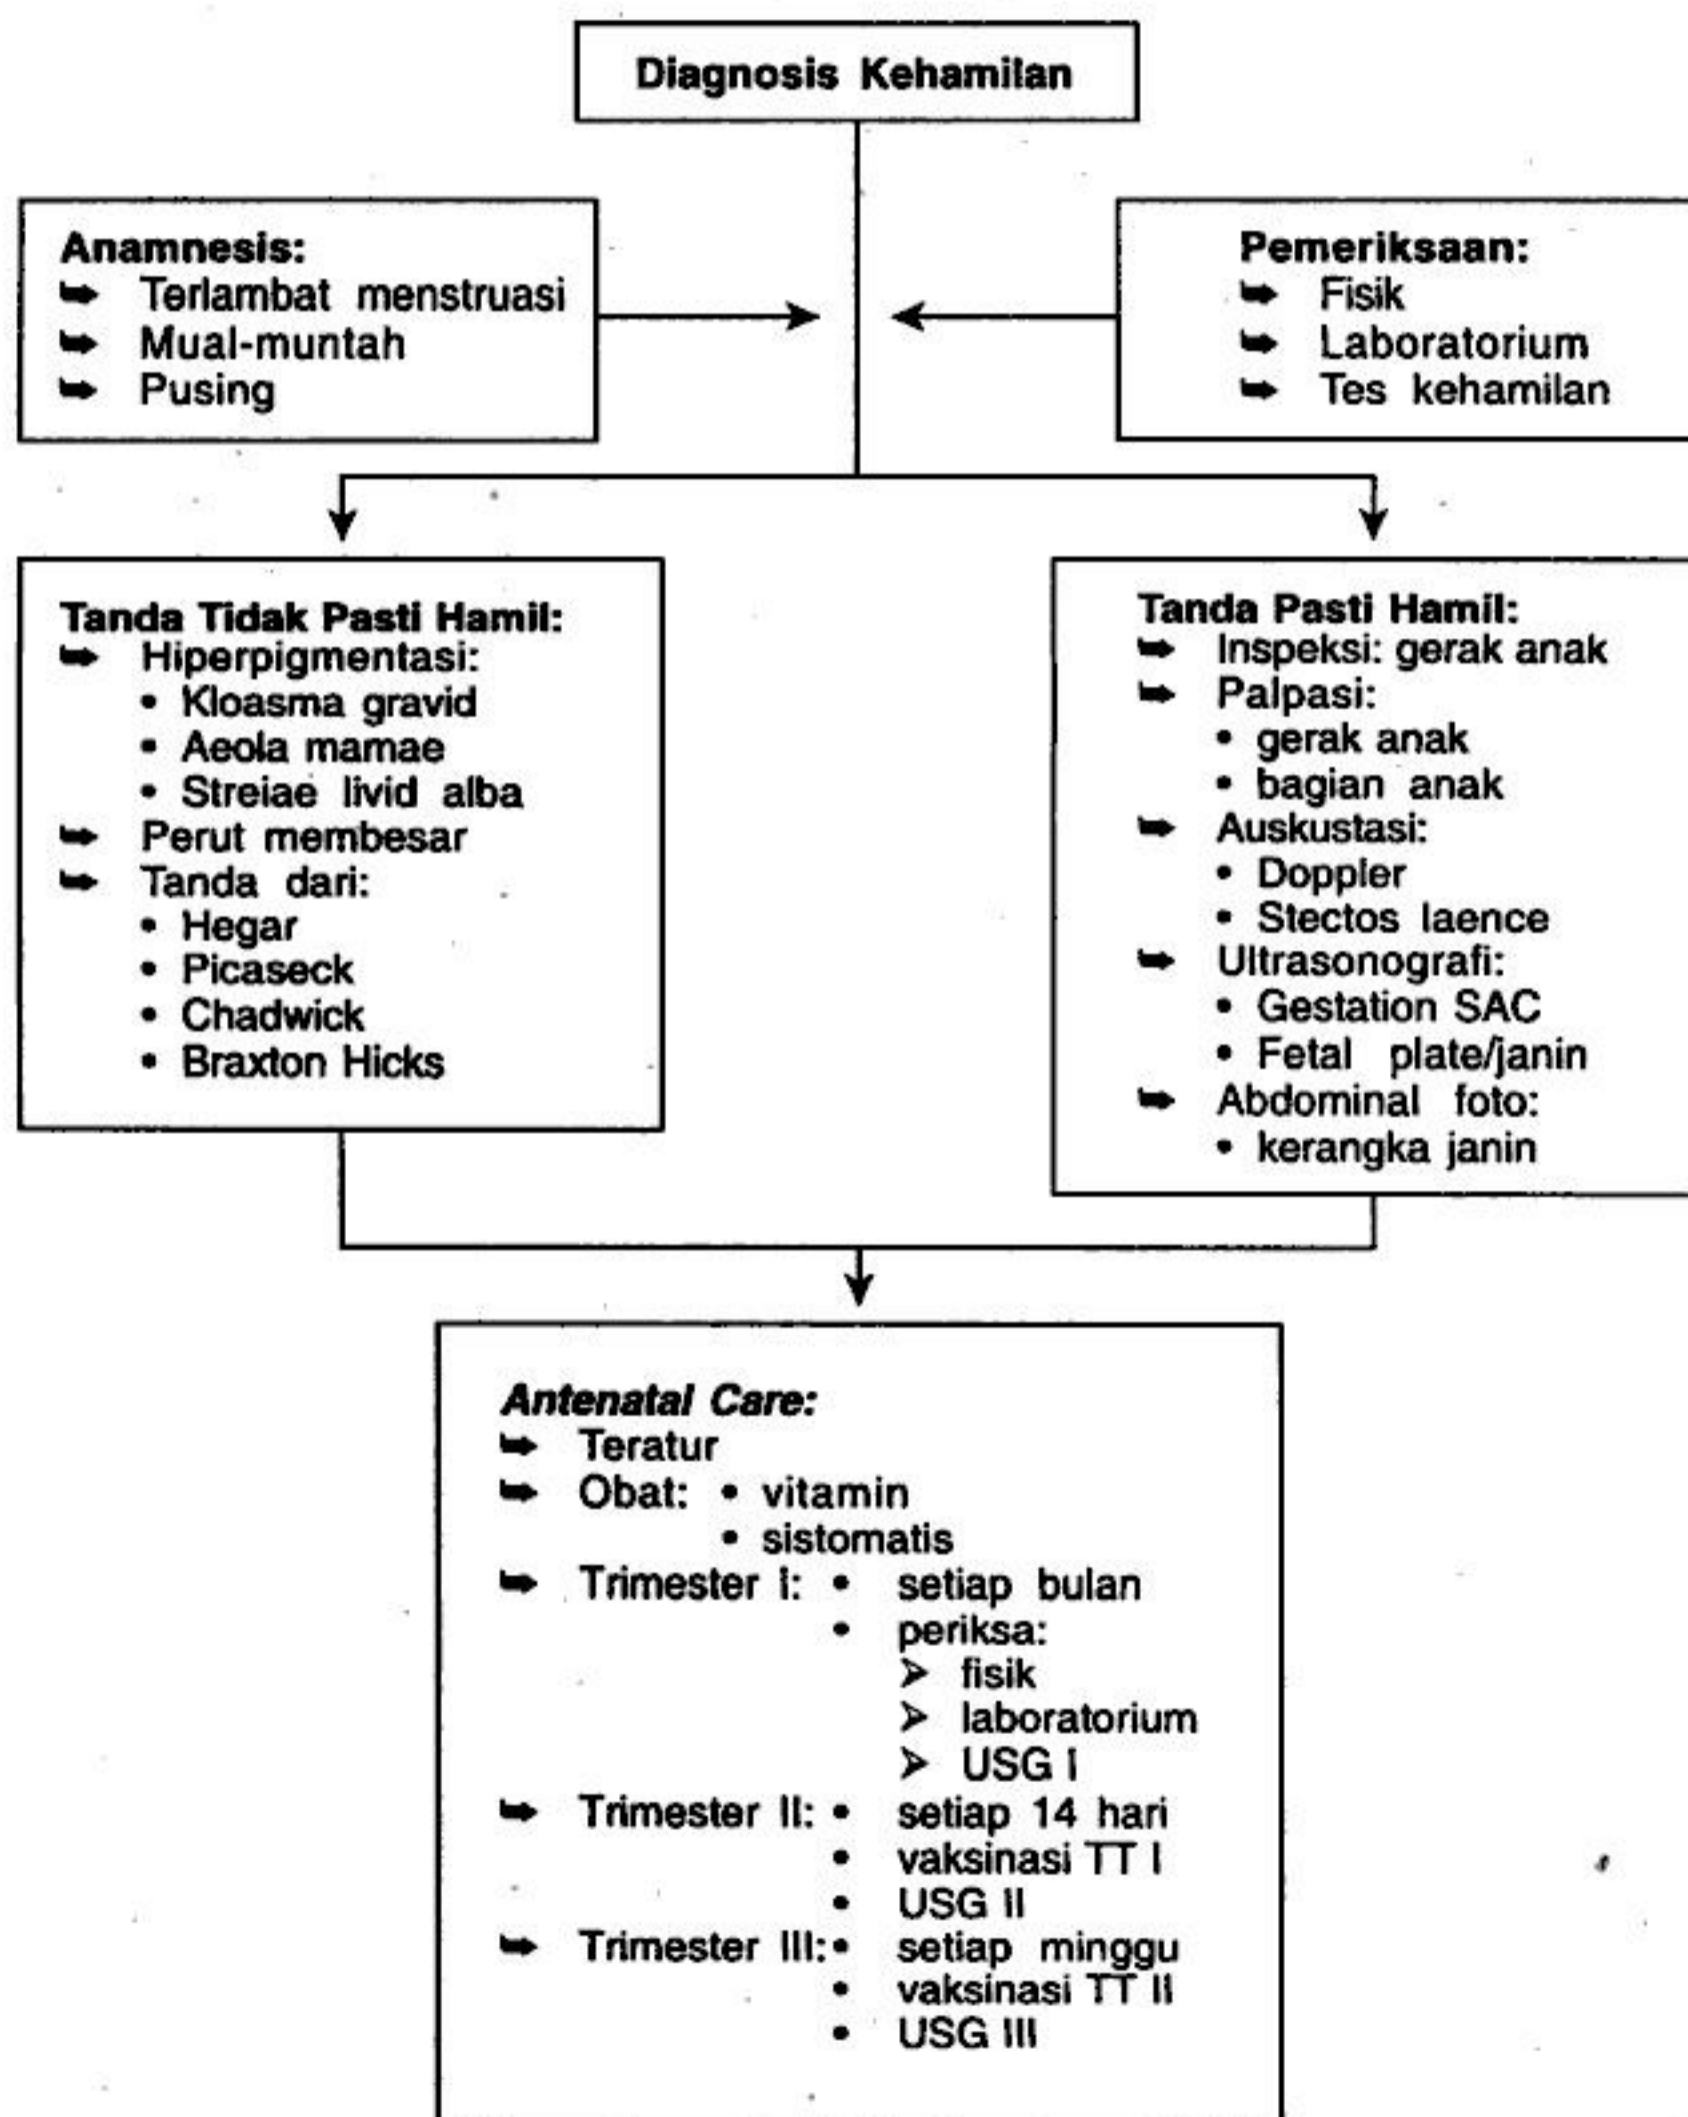 Diagnosis Kehamilan
Anamnesis:
➥ Terlambat menstruasi
➥ Mual-muntah
➥ Pusing
Pemeriksaan:
➥ Fisik
➥ Laboratorium
➥ Tes kehamilan
Tanda Tidak Pasti Hamil:
➥ Hiperpigmentasi:
• Kloasma gravid
• Aeola mamae
• Streiae livid alba
➥ Perut membesar
➥ Tanda dari:
• Hegar
• Picaseck
• Chadwick
• Braxton Hicks
Tanda Pasti Hamil:
➥ Inspeksi: gerak anak
➥ Palpasi:
• gerak anak
• bagian anak
➥ Auskustasi:
• Doppler
• Stectos laence
➥ Ultrasonografi:
• Gestation SAC
• Fetal plate/janin
➥ Abdominal foto:
• kerangka janin
Antenatal Care:
➥ Teratur
➥ Obat: • vitamin
• sistomatis
➥ Trimester I: • setiap bulan
• periksa:
➢ fisik
➢ laboratorium
➢ USG I
➥ Trimester II: • setiap 14 hari
• vaksinasi TT I
• USG II
➥ Trimester III: • setiap minggu
• vaksinasi TT II
• USG III